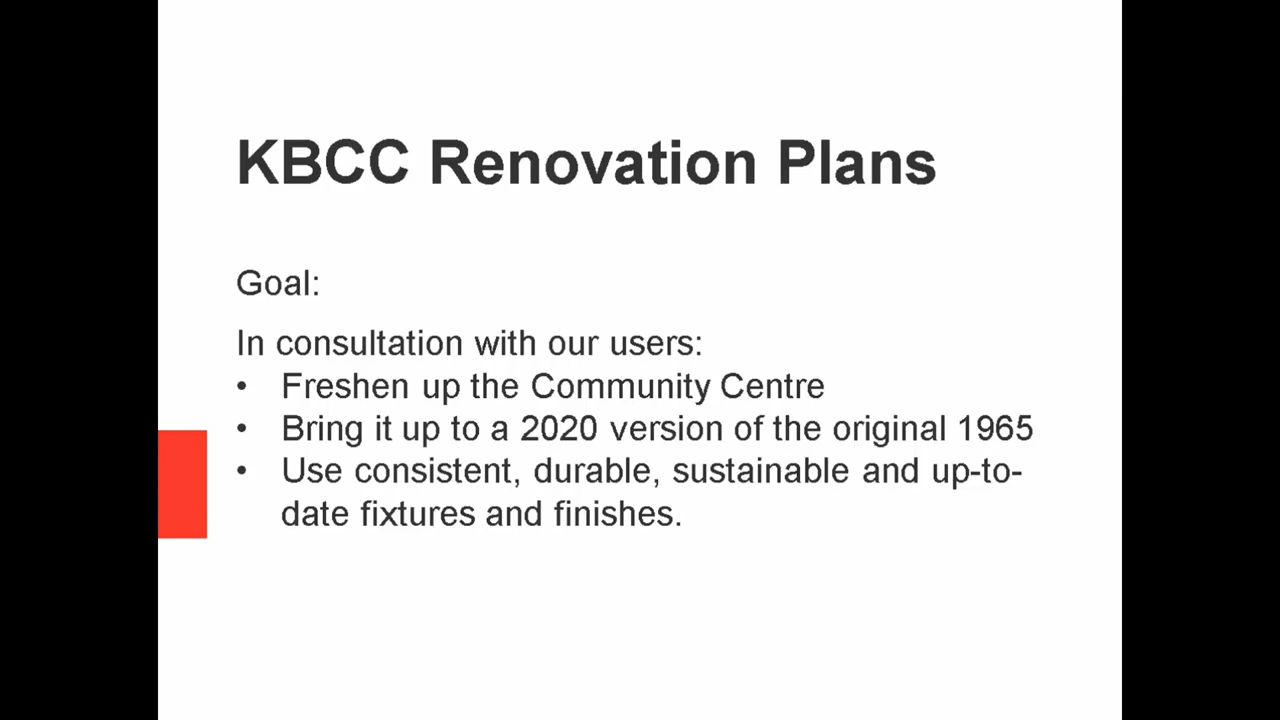 KBCC Renovation Plans
Goal:
In consultation with our users:
• Freshen up the Community Centre
• Bring it up to a 2020 version of the original 1965
• Use consistent, durable, sustainable and up-to-
date fixtures and finishes.